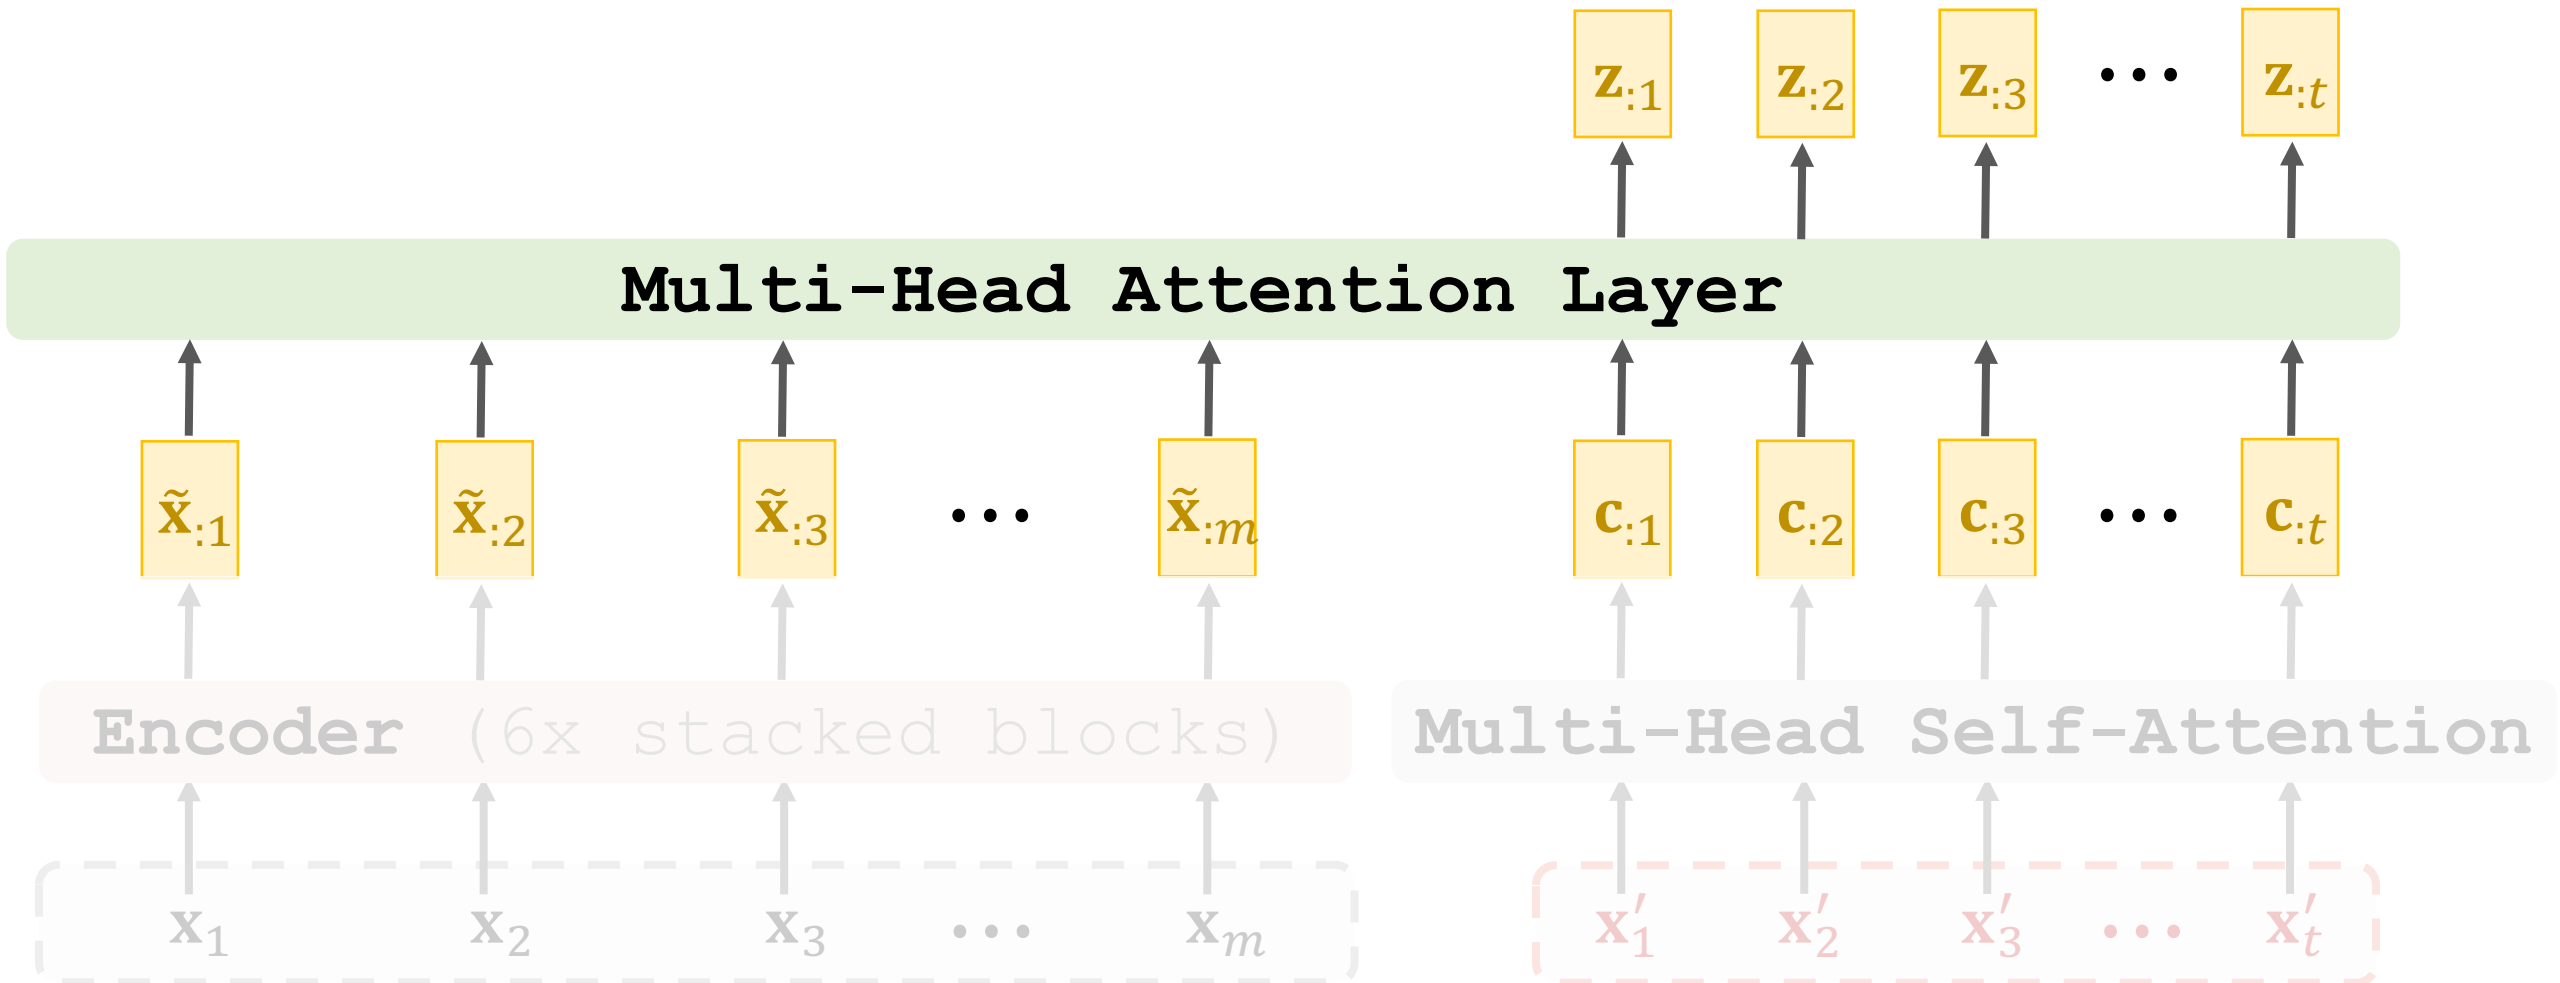 z:1 z:2 z:3 ... z:t
Multi-Head Attention Layer
x̃:1 x̃:2 x̃:3 ... x̃:m c:1 c:2 c:3 ... c:t
Encoder (6x stacked blocks) Multi-Head Self-Attention
x1 x2 x3 ... xm x′1 x′2 x′3 ... x′t